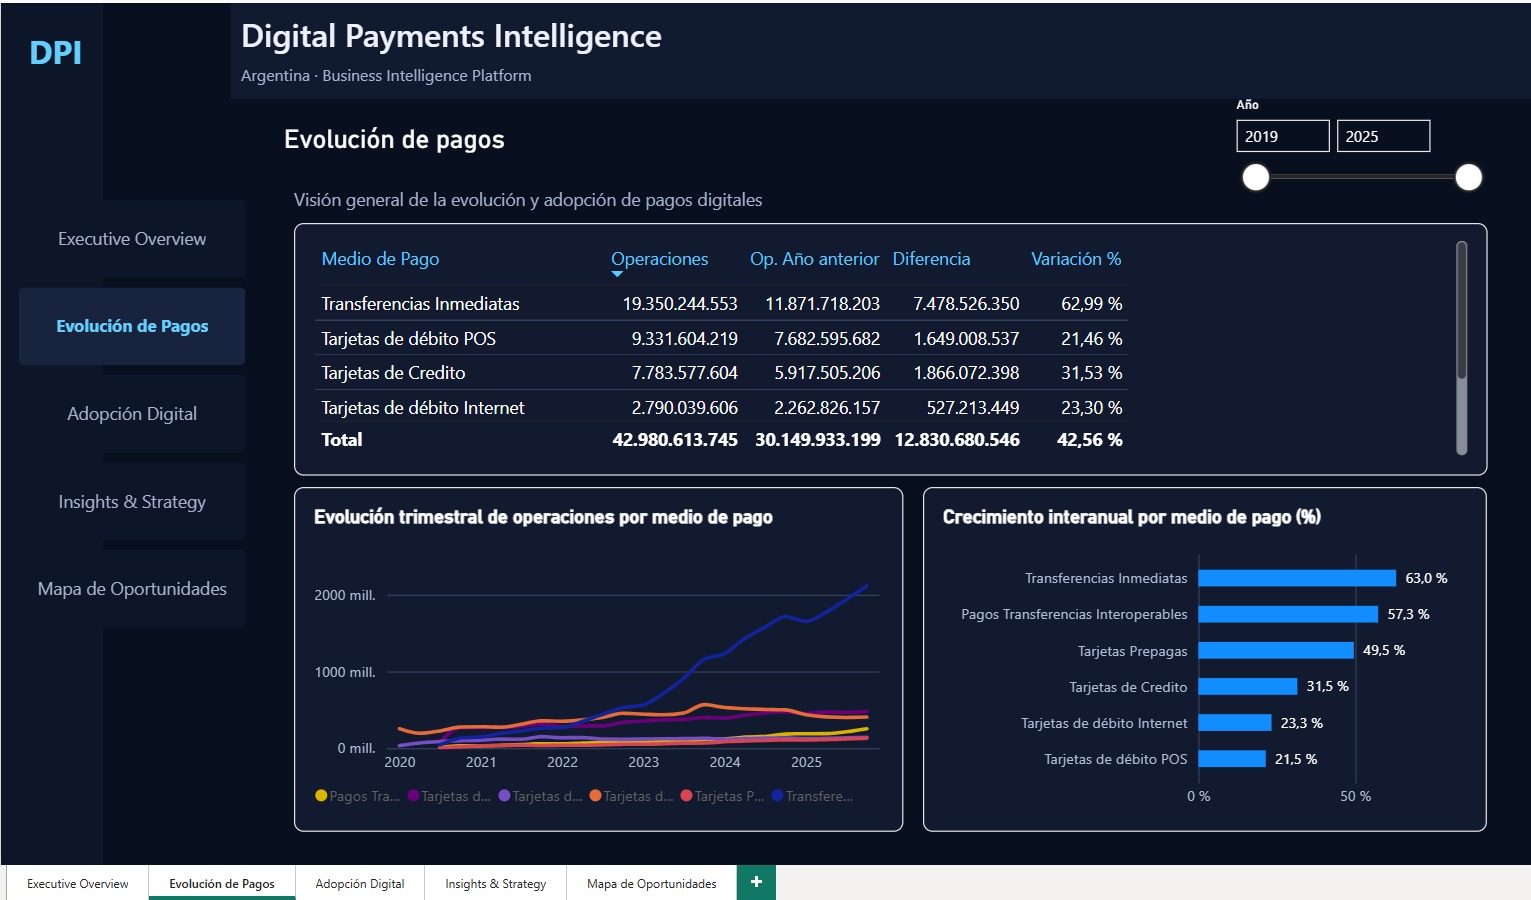 DPI
Digital Payments Intelligence
Argentina · Business Intelligence Platform
Año
2019 2025
Evolución de pagos
Visión general de la evolución y adopción de pagos digitales
Executive Overview
Evolución de Pagos
Adopción Digital
Insights & Strategy
Mapa de Oportunidades
Medio de Pago Operaciones Op. Año anterior Diferencia Variación %
Transferencias Inmediatas 19.350.244.553 11.871.718.203 7.478.526.350 62,99 %
Tarjetas de débito POS 9.331.604.219 7.682.595.682 1.649.008.537 21,46 %
Tarjetas de Credito 7.783.577.604 5.917.505.206 1.866.072.398 31,53 %
Tarjetas de débito Internet 2.790.039.606 2.262.826.157 527.213.449 23,30 %
Total 42.980.613.745 30.149.933.199 12.830.680.546 42,56 %
Evolución trimestral de operaciones por medio de pago
2000 mill.
1000 mill.
0 mill.
2020 2021 2022 2023 2024 2025
Pagos Tra... Tarjetas d... Tarjetas d... Tarjetas d... Tarjetas P... Transfere...
Crecimiento interanual por medio de pago (%)
Transferencias Inmediatas 63,0 %
Pagos Transferencias Interoperables 57,3 %
Tarjetas Prepagas 49,5 %
Tarjetas de Credito 31,5 %
Tarjetas de débito Internet 23,3 %
Tarjetas de débito POS 21,5 %
0 % 50 %
Executive Overview Evolución de Pagos Adopción Digital Insights & Strategy Mapa de Oportunidades +